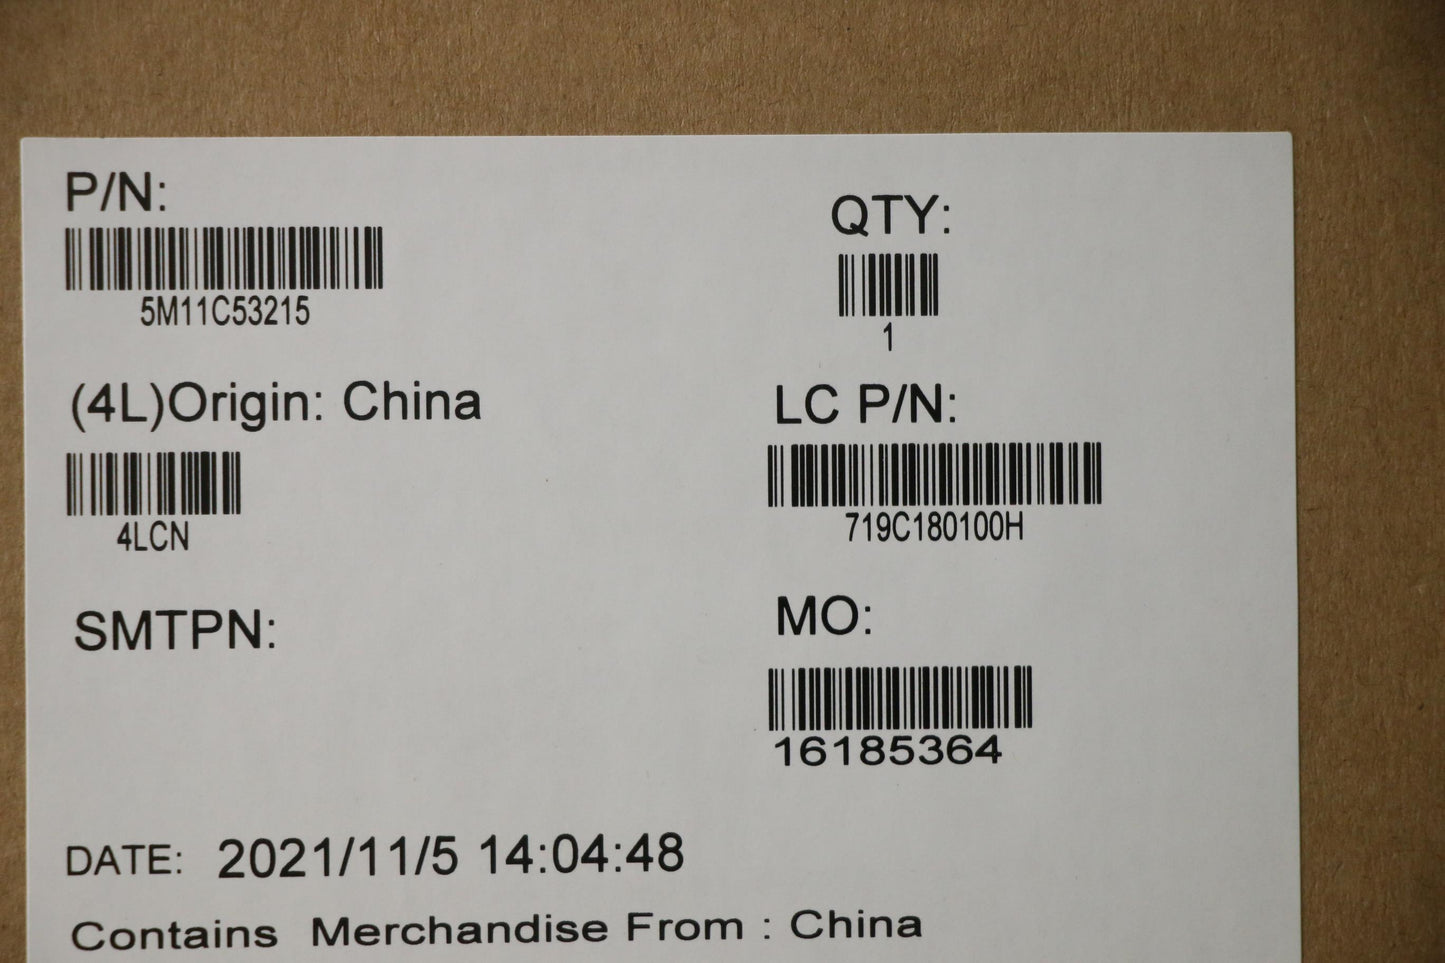 P/N:
5M11C53215
QTY:
1
(4L)Origin: China
4LCN
LC P/N:
719C180100H
SMTPN:
MO:
16185364
DATE: 2021/11/5 14:04:48
Contains Merchandise From : China